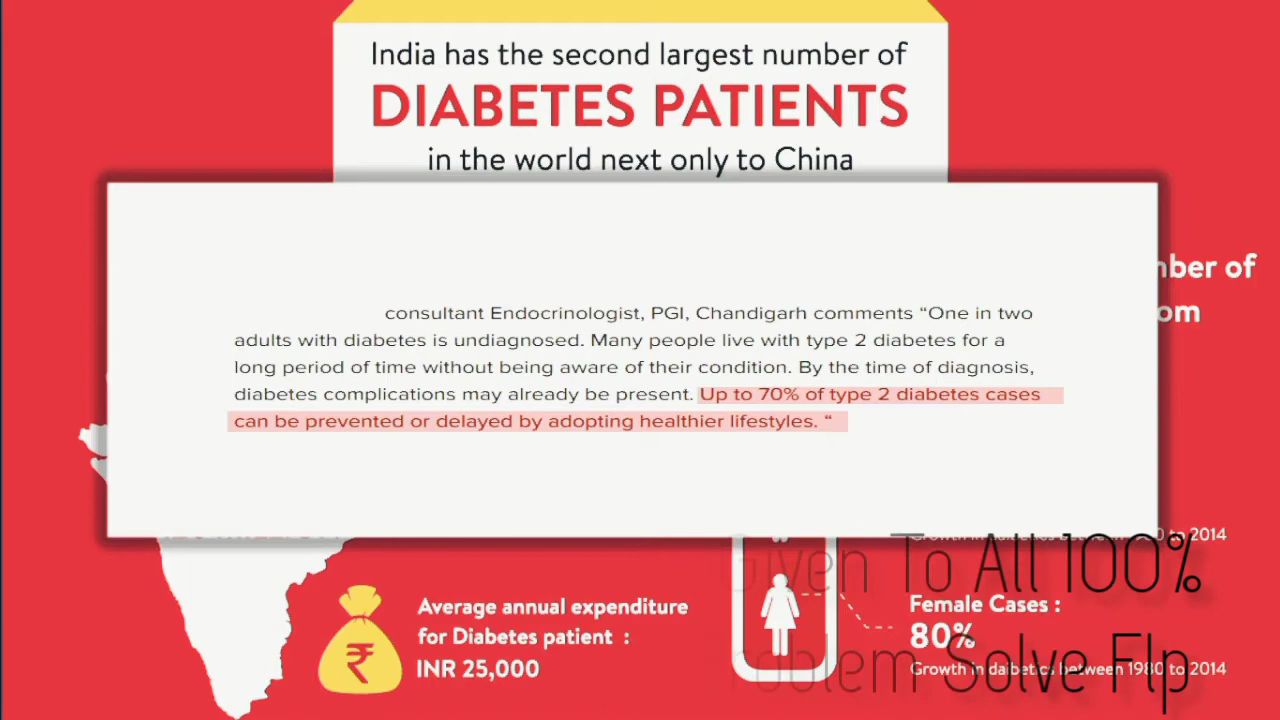 India has the second largest number of
DIABETES PATIENTS
in the world next only to China
mber of
om
consultant Endocrinologist, PGI, Chandigarh comments “One in two
adults with diabetes is undiagnosed. Many people live with type 2 diabetes for a
long period of time without being aware of their condition. By the time of diagnosis,
diabetes complications may already be present. Up to 70% of type 2 diabetes cases
can be prevented or delayed by adopting healthier lifestyles. “
Growth in daibetics between 1980 to 2014
Given To All 100%
Average annual expenditure
for Diabetes patient :
INR 25,000
Female Cases :
80%
Problem Solve Flp
Growth in daibetics between 1980 to 2014